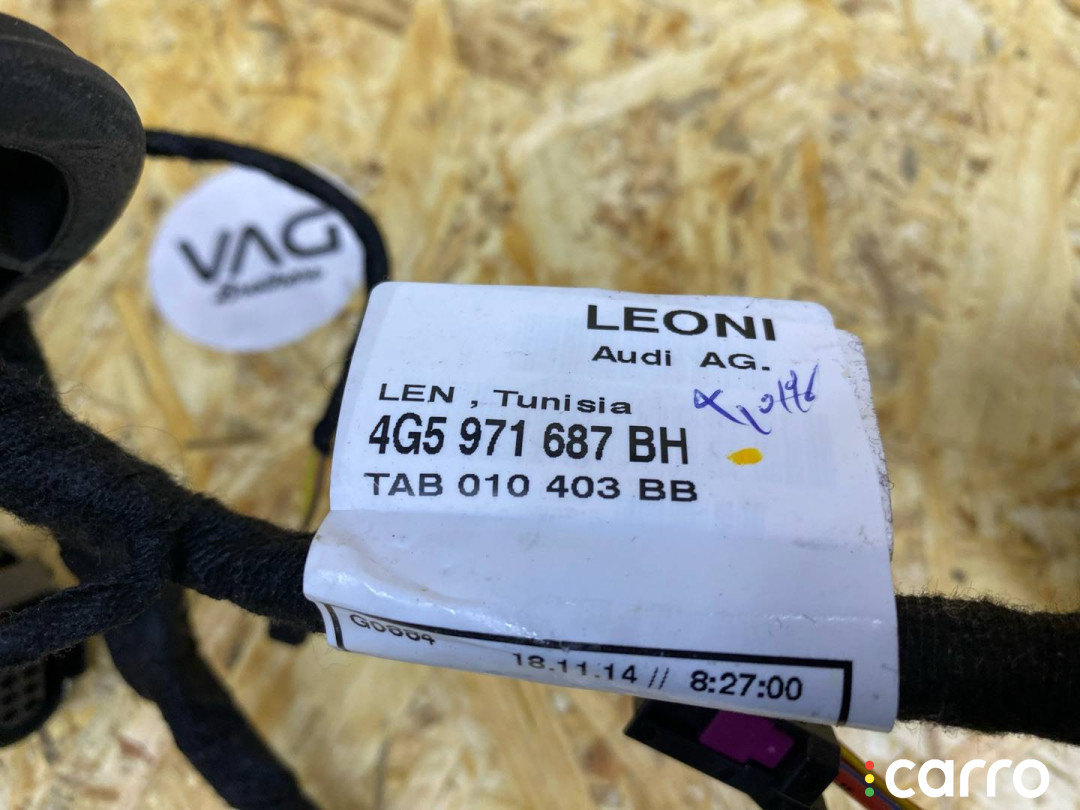 VAG
Brothers
LEONI
Audi AG.
LEN , Tunisia
4G5 971 687 BH
TAB 010 403 BB
18.11.14 // 8:27:00
carro